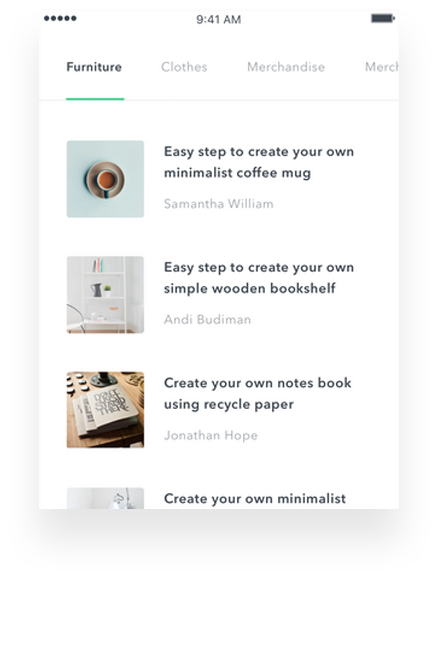 9:41 AM
Furniture Clothes Merchandise Merch
Easy step to create your own
minimalist coffee mug
Samantha William
Easy step to create your own
simple wooden bookshelf
Andi Budiman
Create your own notes book
using recycle paper
Jonathan Hope
Create your own minimalist